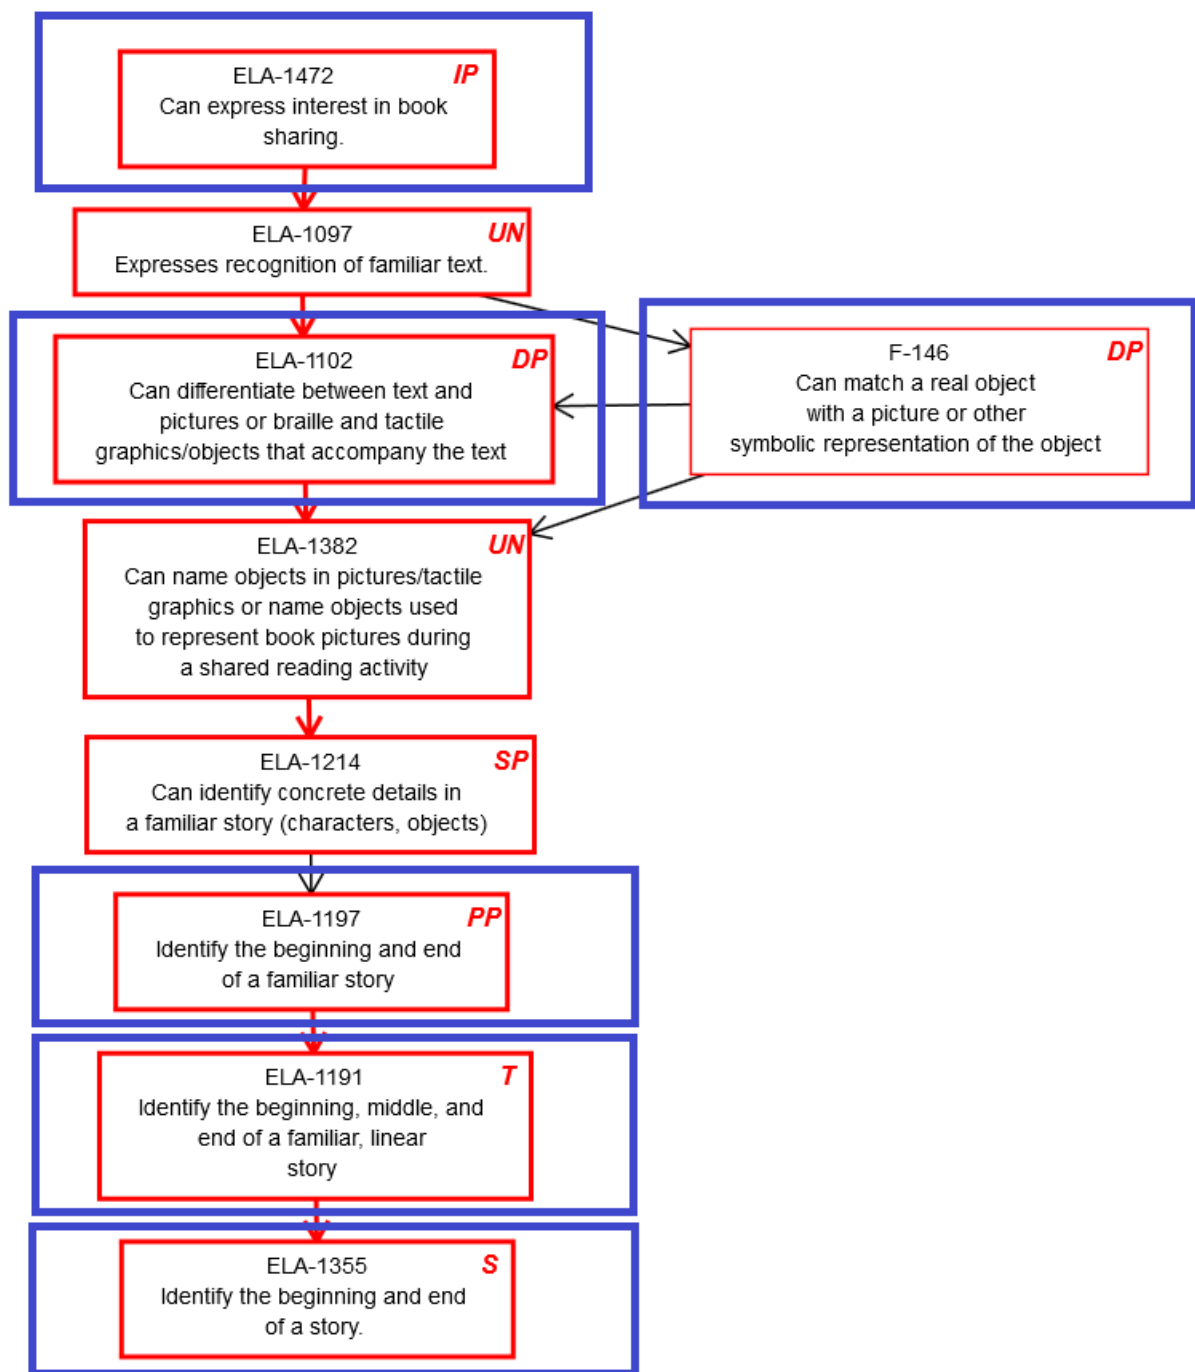 ELA-1472 IP
Can express interest in book
sharing.
ELA-1097 UN
Expresses recognition of familiar text.
ELA-1102 DP
Can differentiate between text and
pictures or braille and tactile
graphics/objects that accompany the text
F-146 DP
Can match a real object
with a picture or other
symbolic representation of the object
ELA-1382 UN
Can name objects in pictures/tactile
graphics or name objects used
to represent book pictures during
a shared reading activity
ELA-1214 SP
Can identify concrete details in
a familiar story (characters, objects)
ELA-1197 PP
Identify the beginning and end
of a familiar story
ELA-1191 T
Identify the beginning, middle, and
end of a familiar, linear
story
ELA-1355 S
Identify the beginning and end
of a story.